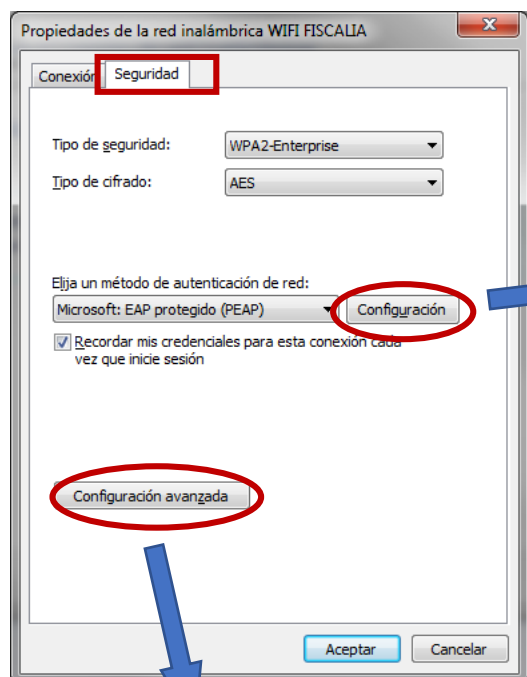 Propiedades de la red inalámbrica WIFI FISCALIA
Conexión Seguridad
Tipo de seguridad: WPA2-Enterprise
Tipo de cifrado: AES
Elija un método de autenticación de red:
Microsoft: EAP protegido (PEAP) Configuración
Recordar mis credenciales para esta conexión cada
vez que inicie sesión
Configuración avanzada
Aceptar Cancelar